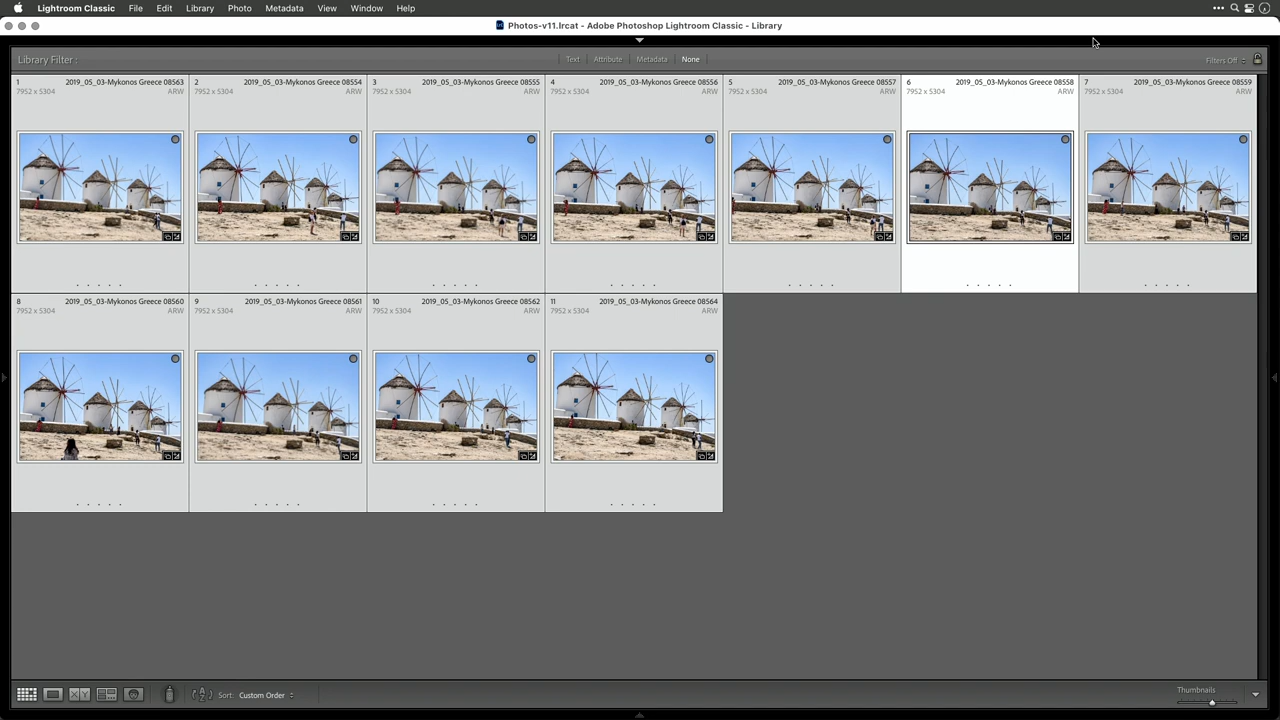 Lightroom Classic File Edit Library Photo Metadata View Window Help
Photos-v11.lrcat - Adobe Photoshop Lightroom Classic - Library
Library Filter : Text Attribute Metadata None Filters Off
1 2019_05_03-Mykonos Greece 08563
7952 x 5304 ARW
2 2019_05_03-Mykonos Greece 08554
7952 x 5304 ARW
3 2019_05_03-Mykonos Greece 08555
7952 x 5304 ARW
4 2019_05_03-Mykonos Greece 08556
7952 x 5304 ARW
5 2019_05_03-Mykonos Greece 08557
7952 x 5304 ARW
6 2019_05_03-Mykonos Greece 08558
7952 x 5304 ARW
7 2019_05_03-Mykonos Greece 08559
7952 x 5304 ARW
8 2019_05_03-Mykonos Greece 08560
7952 x 5304 ARW
9 2019_05_03-Mykonos Greece 08561
7952 x 5304 ARW
10 2019_05_03-Mykonos Greece 08562
7952 x 5304 ARW
11 2019_05_03-Mykonos Greece 08564
7952 x 5304 ARW
XY Sort: Custom Order Thumbnails